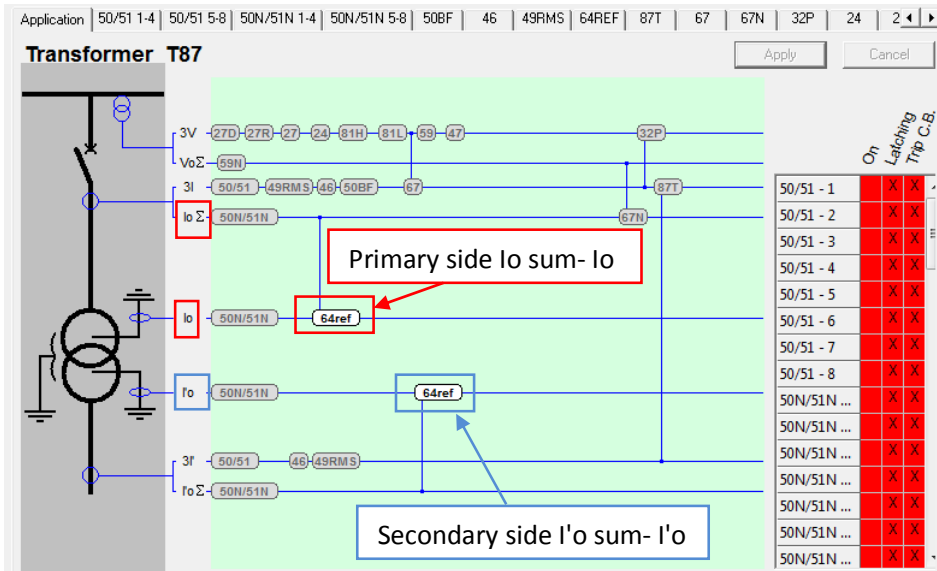 Application 50/51 1-4 50/51 5-8 50N/51N 1-4 50N/51N 5-8 50BF 46 49RMS 64REF 87T 67 67N 32P 24 2
Transformer T87
Apply Cancel
On Latching Trip C.B.
3V 27D 27R 27 24 81H 81L 59 47 32P
VoΣ 59N
3I 50/51 49RMS 46 50BF 67 87T
Io Σ 50N/51N 67N
Primary side Io sum- Io
Io 50N/51N 64ref
I'o 50N/51N 64ref
3I' 50/51 46 49RMS
I'oΣ 50N/51N
Secondary side I'o sum- I'o
50/51 - 1 X X
50/51 - 2 X X
50/51 - 3 X X
50/51 - 4 X X
50/51 - 5 X X
50/51 - 6 X X
50/51 - 7 X X
50/51 - 8 X X
50N/51N ... X X
50N/51N ... X X
50N/51N ... X X
50N/51N ... X X
50N/51N ... X X
50N/51N ... X X
50N/51N ... X X